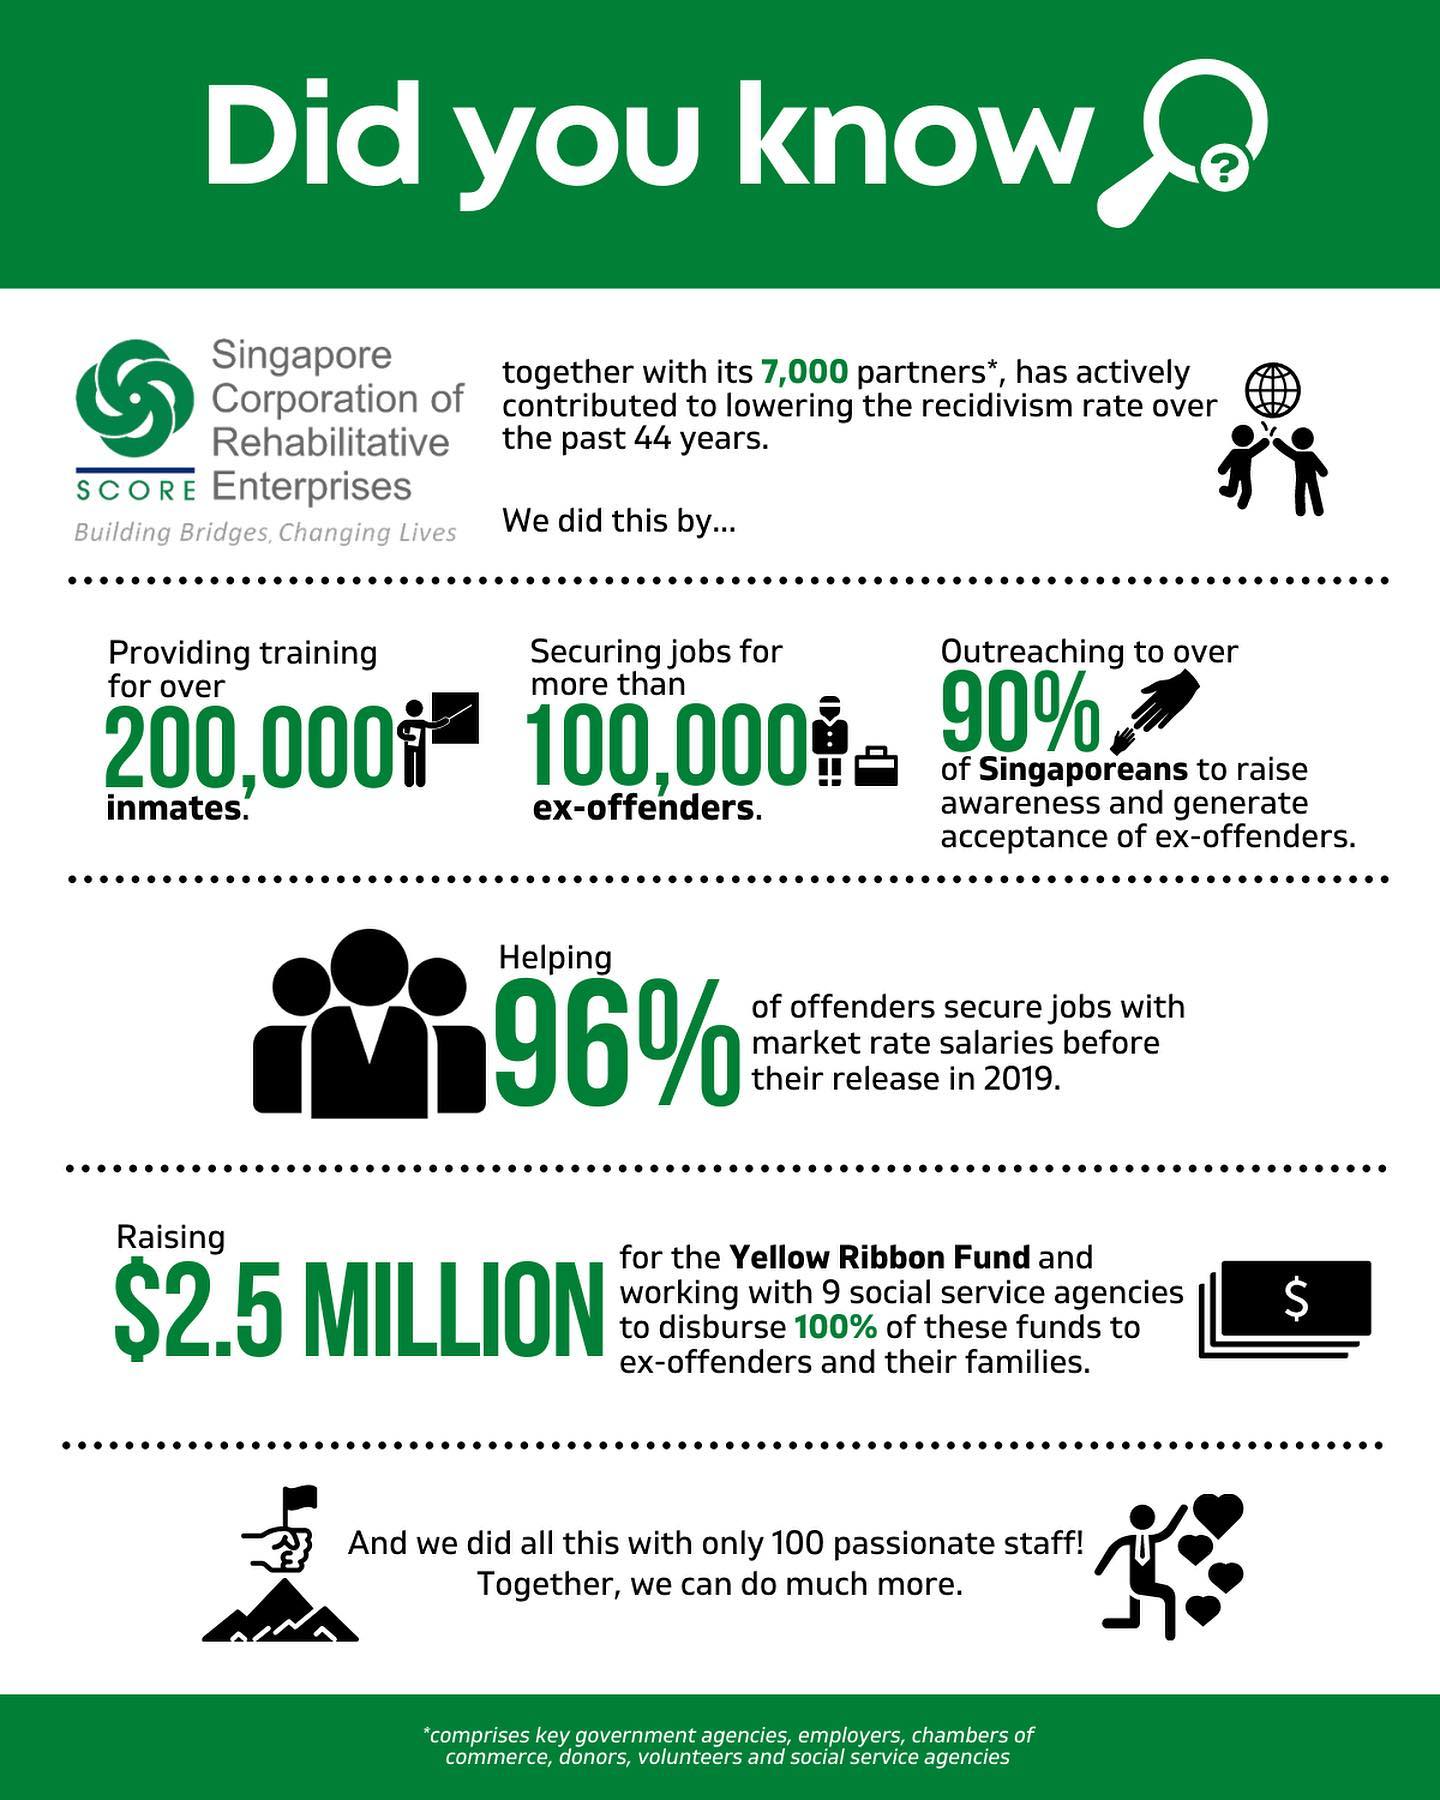 Did you know
?
Singapore
Corporation of
Rehabilitative
Enterprises
SCORE
Building Bridges, Changing Lives
together with its 7,000 partners*, has actively
contributed to lowering the recidivism rate over
the past 44 years.
We did this by...
Providing training
for over
200,000
inmates.
Securing jobs for
more than
100,000
ex-offenders.
Outreaching to over
90%
of Singaporeans to raise
awareness and generate
acceptance of ex-offenders.
Helping
96%
of offenders secure jobs with
market rate salaries before
their release in 2019.
Raising
$2.5 MILLION
for the Yellow Ribbon Fund and
working with 9 social service agencies
to disburse 100% of these funds to
ex-offenders and their families.
$
And we did all this with only 100 passionate staff!
Together, we can do much more.
*comprises key government agencies, employers, chambers of
commerce, donors, volunteers and social service agencies